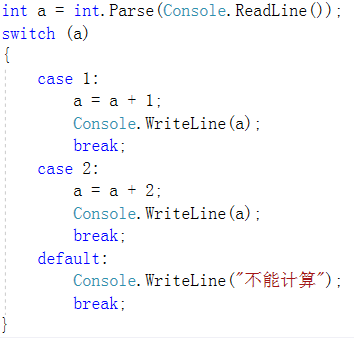 int a = int.Parse(Console.ReadLine());
switch (a)
{
case 1:
a = a + 1;
Console.WriteLine(a);
break;
case 2:
a = a + 2;
Console.WriteLine(a);
break;
default:
Console.WriteLine("不能计算");
break;
}